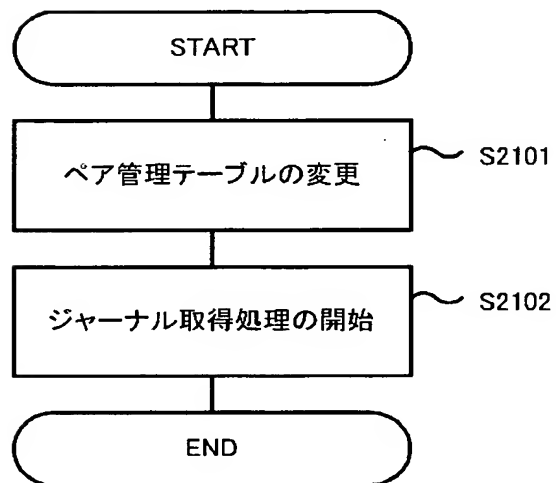 START
ペア管理テーブルの変更
S2101
ジャーナル取得処理の開始
S2102
END